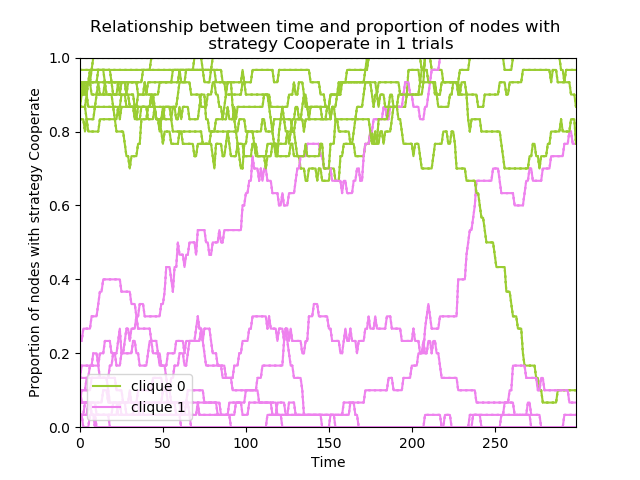 Relationship between time and proportion of nodes with
strategy Cooperate in 1 trials
Proportion of nodes with strategy Cooperate
1.0
0.8
0.6
0.4
0.2
0.0
clique 0
clique 1
0 50 100 150 200 250
Time